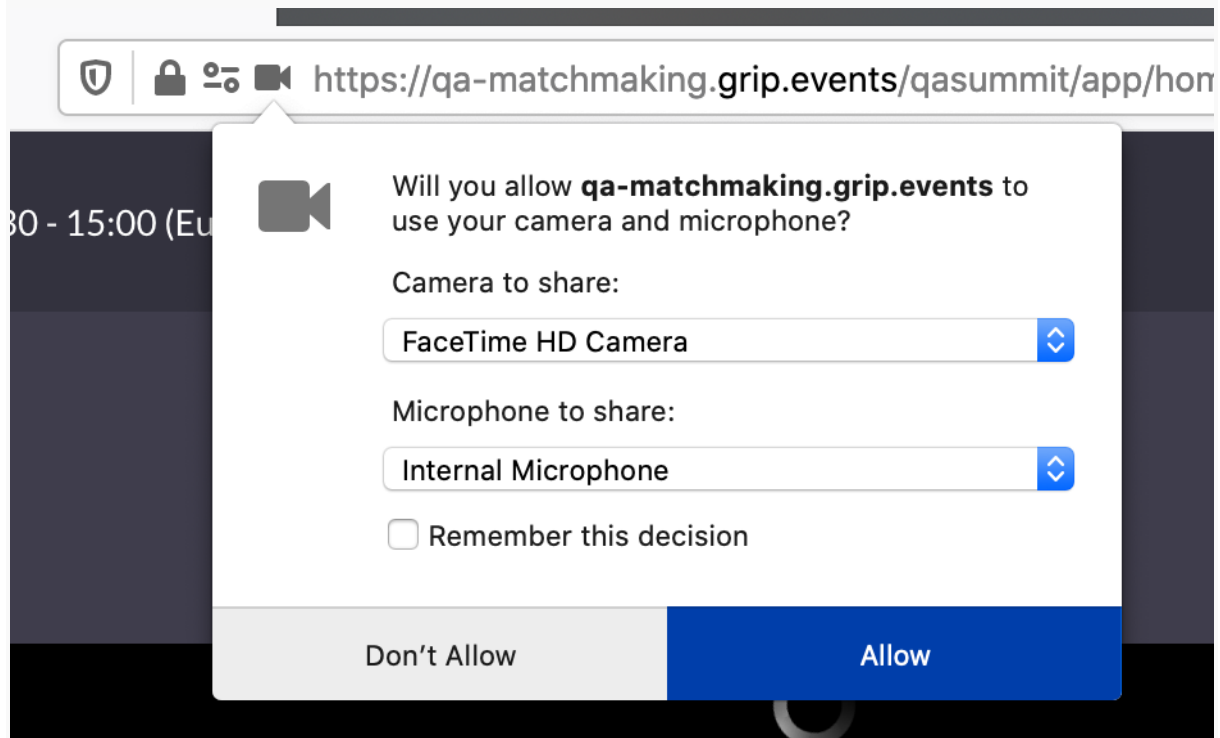 https://qa-matchmaking.grip.events/qasummit/app/hom
30 - 15:00 (Eu
Will you allow qa-matchmaking.grip.events to
use your camera and microphone?
Camera to share:
FaceTime HD Camera
Microphone to share:
Internal Microphone
Remember this decision
Don’t Allow
Allow